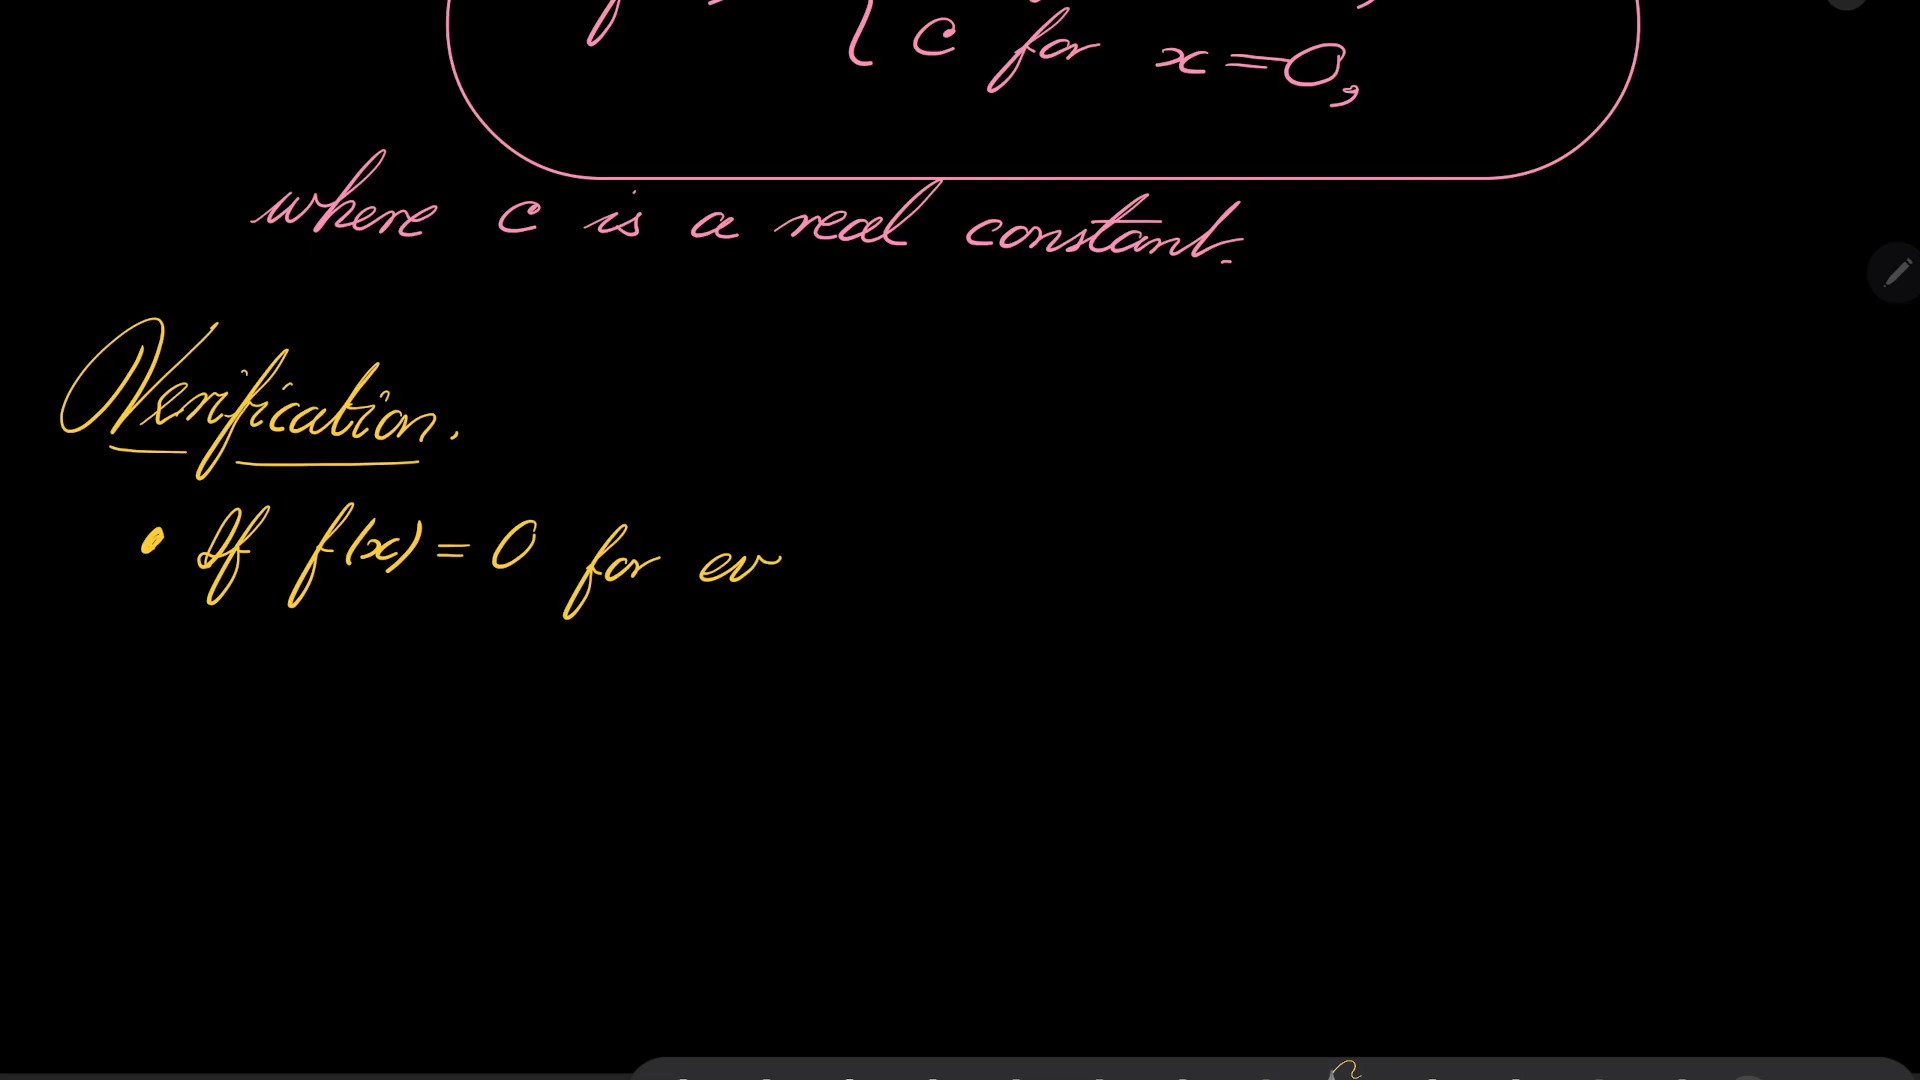 c for x=0,
where c is a real constant.
Verification.
• If f(x) = 0 for ev